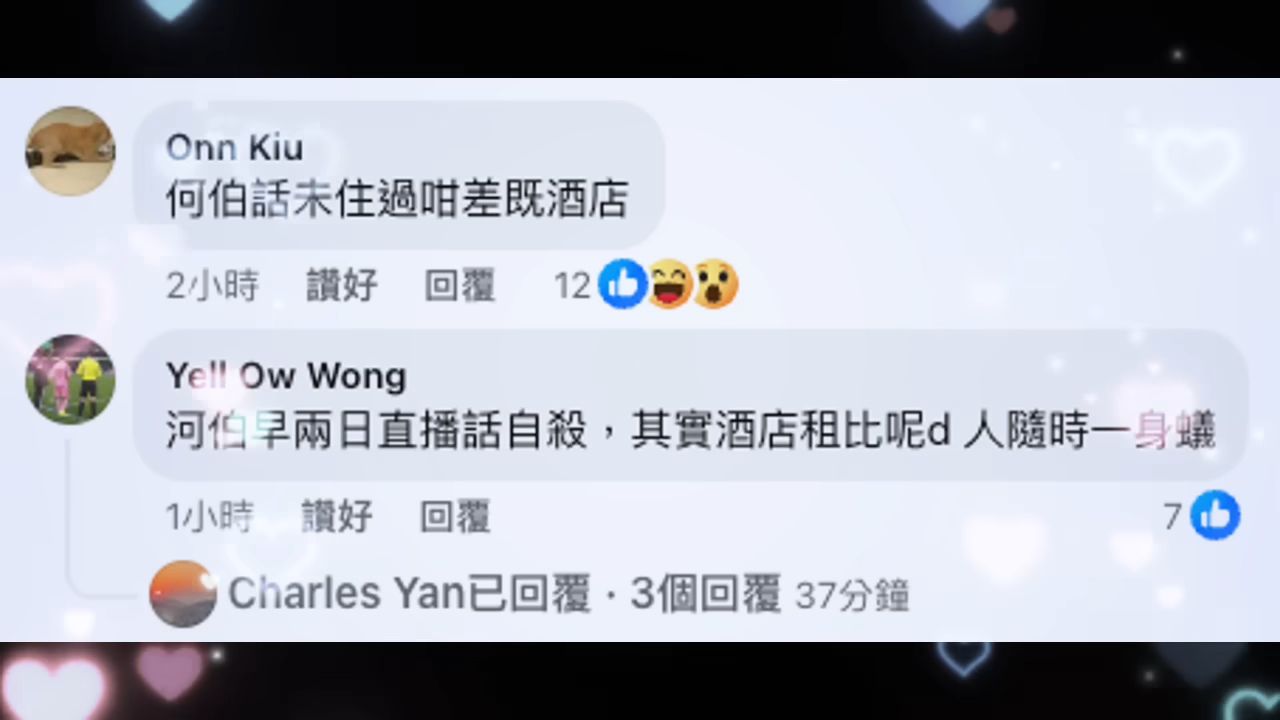 Onn Kiu
何伯話未住過咁差既酒店
2小時 讚好 回覆 12
Yell Ow Wong
河伯早兩日直播話自殺，其實酒店租比呢d 人隨時一身蟻
1小時 讚好 回覆 7
Charles Yan已回覆 · 3個回覆 37分鐘